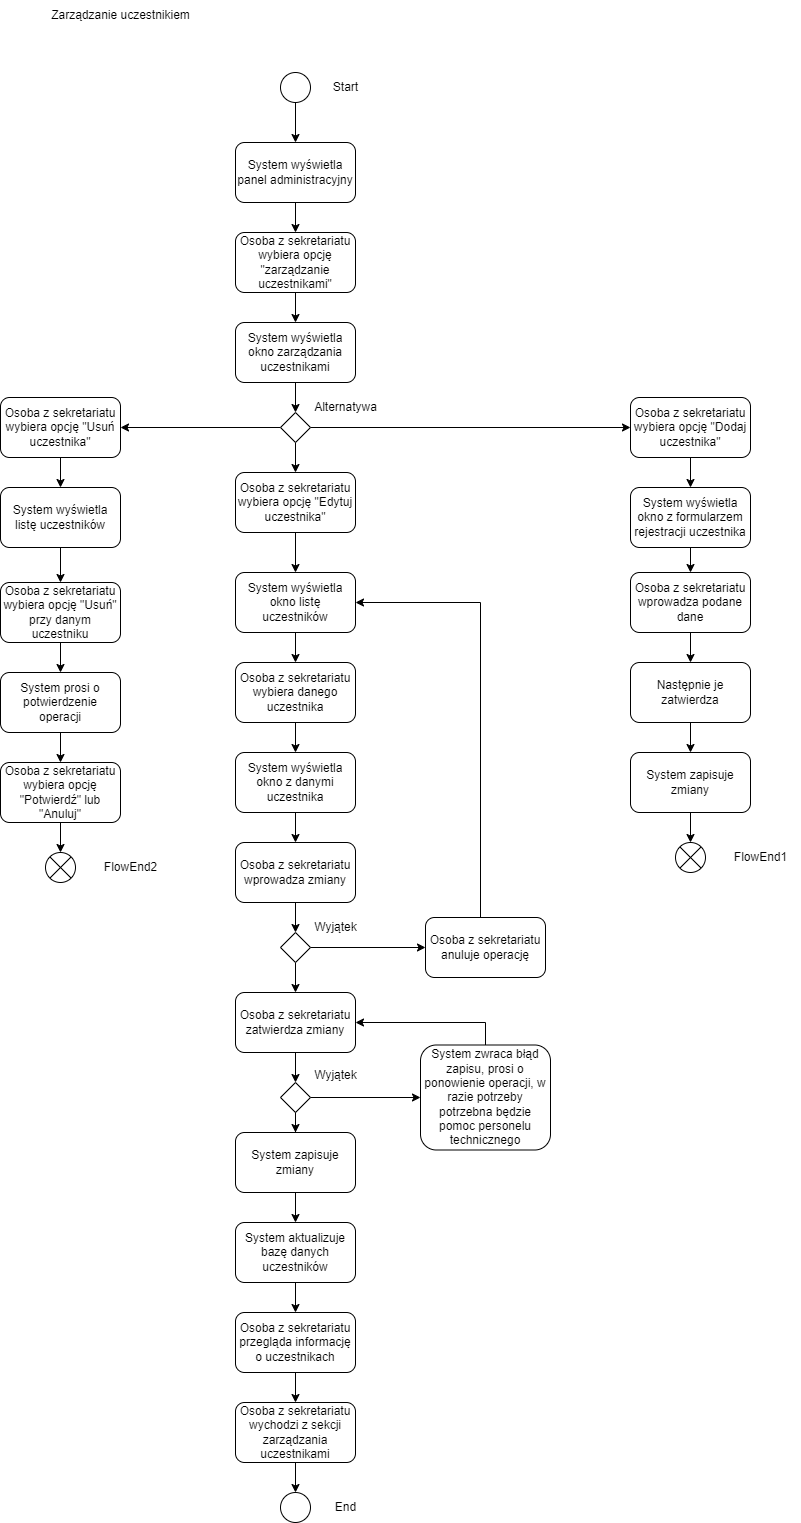 Zarządzanie uczestnikiem
Start
System wyświetla
panel administracyjny
Osoba z sekretariatu
wybiera opcję
"zarządzanie
uczestnikami"
System wyświetla
okno zarządzania
uczestnikami
Alternatywa
Osoba z sekretariatu
wybiera opcję "Usuń
uczestnika"
System wyświetla
listę uczestników
Osoba z sekretariatu
wybiera opcję "Usuń"
przy danym
uczestniku
System prosi o
potwierdzenie
operacji
Osoba z sekretariatu
wybiera opcję
"Potwierdź" lub
"Anuluj"
FlowEnd2
Osoba z sekretariatu
wybiera opcję "Edytuj
uczestnika"
System wyświetla
okno listę
uczestników
Osoba z sekretariatu
wybiera danego
uczestnika
System wyświetla
okno z danymi
uczestnika
Osoba z sekretariatu
wprowadza zmiany
Wyjątek
Osoba z sekretariatu
anuluje operację
Osoba z sekretariatu
zatwierdza zmiany
Wyjątek
System zwraca błąd
zapisu, prosi o
ponowienie operacji, w
razie potrzeby
potrzebna będzie
pomoc personelu
technicznego
System zapisuje
zmiany
System aktualizuje
bazę danych
uczestników
Osoba z sekretariatu
przegląda informację
o uczestnikach
Osoba z sekretariatu
wychodzi z sekcji
zarządzania
uczestnikami
End
Osoba z sekretariatu
wybiera opcję "Dodaj
uczestnika"
System wyświetla
okno z formularzem
rejestracji uczestnika
Osoba z sekretariatu
wprowadza podane
dane
Następnie je
zatwierdza
System zapisuje
zmiany
FlowEnd1